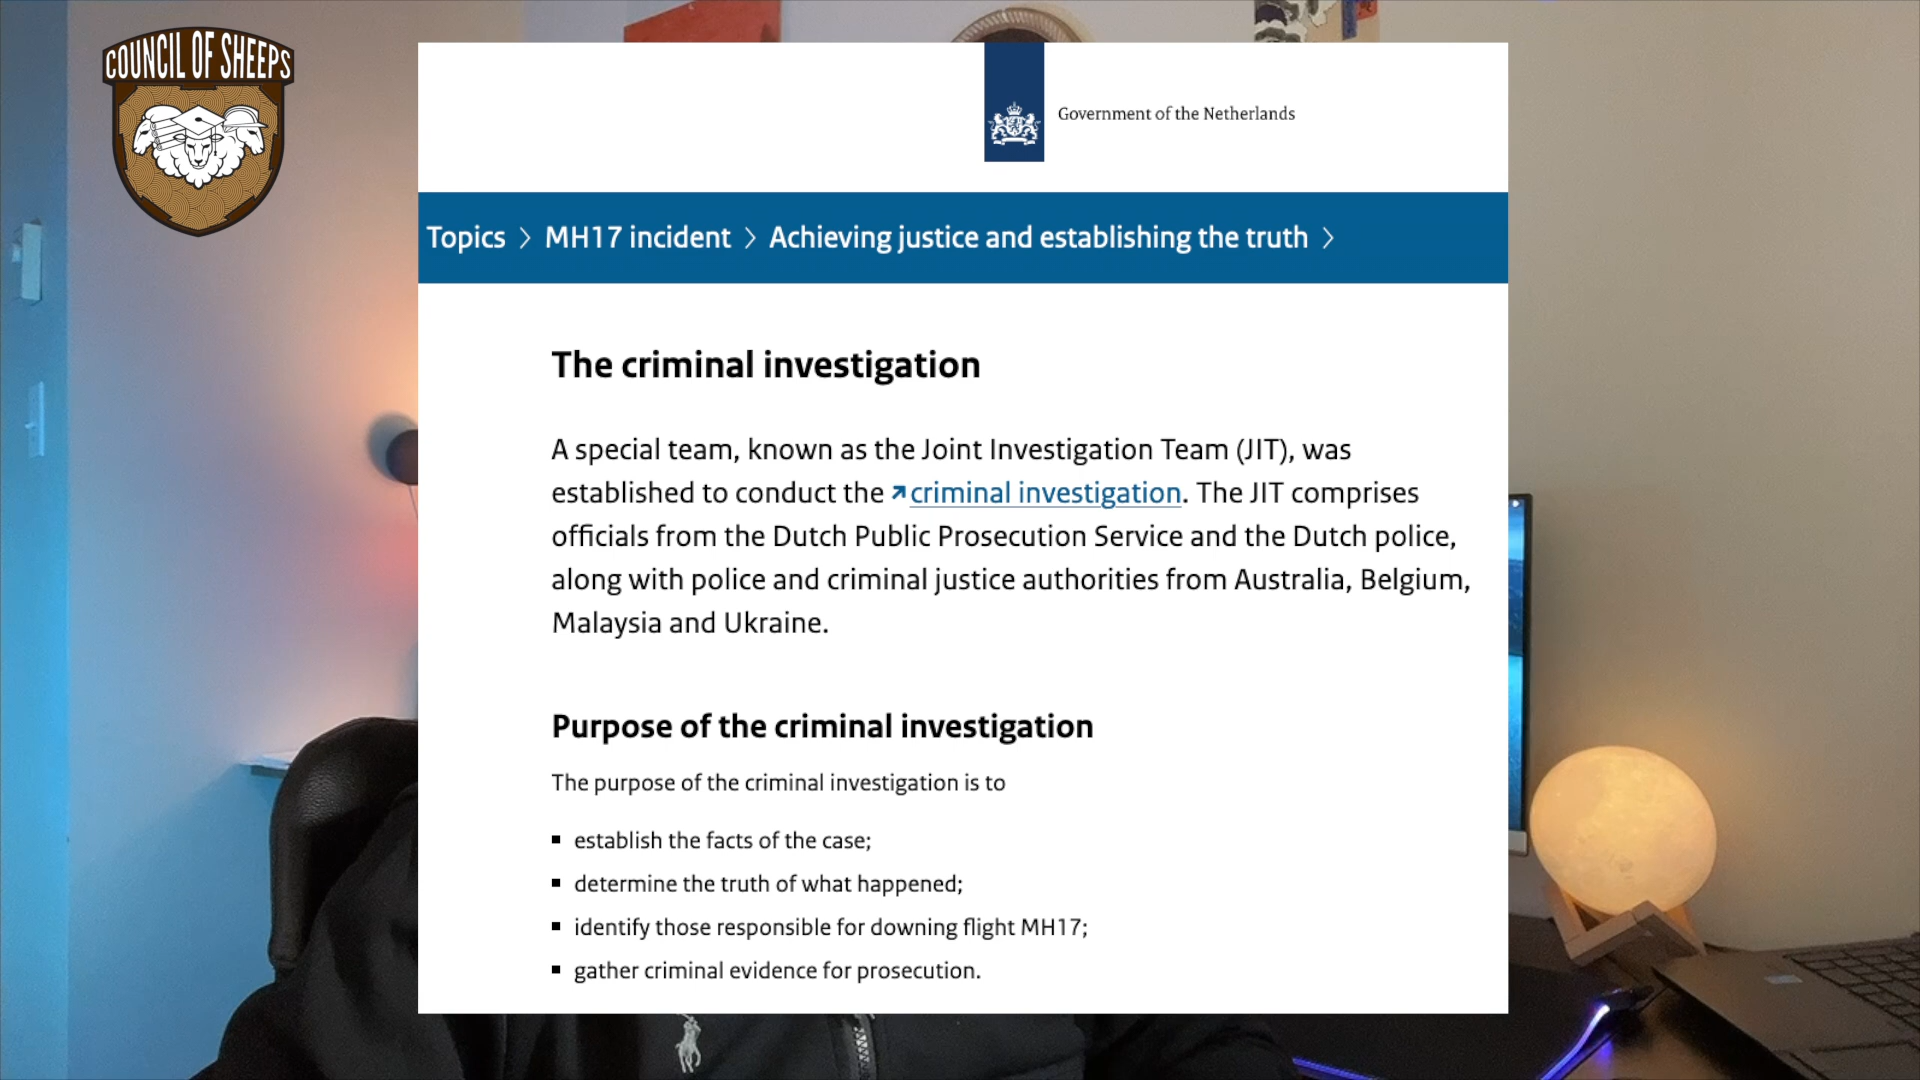 COUNCIL OF SHEEPS
Government of the Netherlands
Topics > MH17 incident > Achieving justice and establishing the truth >
The criminal investigation
A special team, known as the Joint Investigation Team (JIT), was
established to conduct the criminal investigation. The JIT comprises
officials from the Dutch Public Prosecution Service and the Dutch police,
along with police and criminal justice authorities from Australia, Belgium,
Malaysia and Ukraine.
Purpose of the criminal investigation
The purpose of the criminal investigation is to
▪ establish the facts of the case;
▪ determine the truth of what happened;
▪ identify those responsible for downing flight MH17;
▪ gather criminal evidence for prosecution.